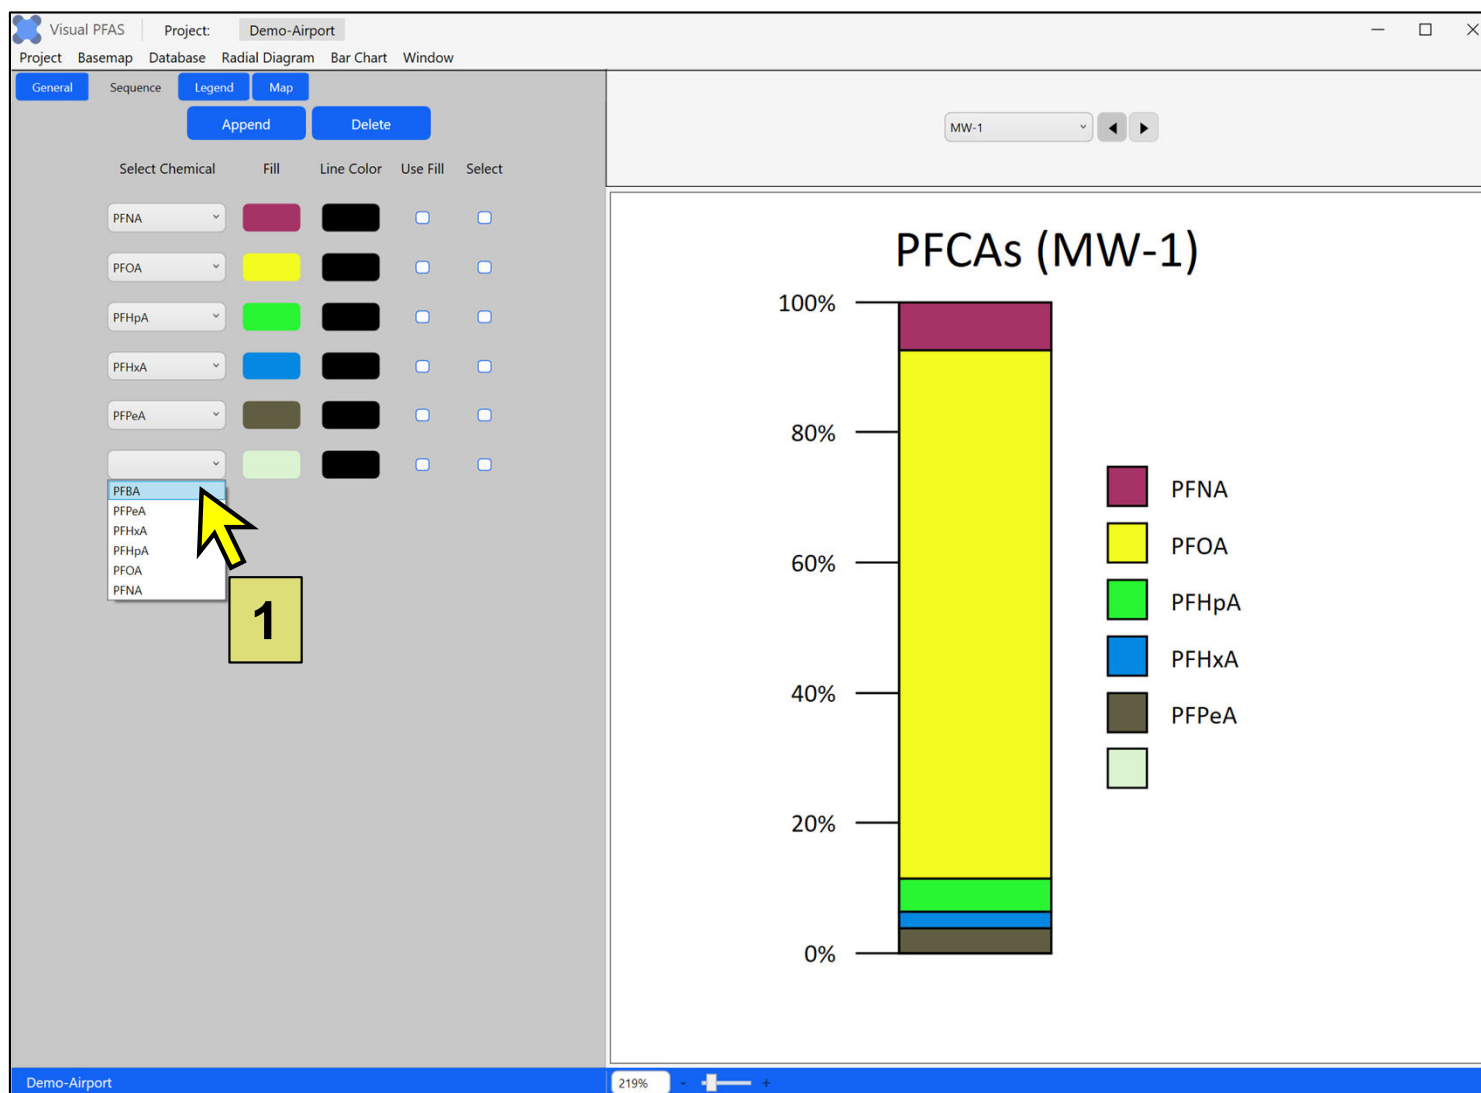 Visual PFAS Project: Demo-Airport
Project Basemap Database Radial Diagram Bar Chart Window
General Sequence Legend Map
Append Delete
Select Chemical Fill Line Color Use Fill Select
PFNA
PFOA
PFHpA
PFHxA
PFPeA
PFBA
PFPeA
PFHxA
PFHpA
PFOA
PFNA
1
MW-1
PFCAs (MW-1)
100%
80%
60%
40%
20%
0%
PFNA
PFOA
PFHpA
PFHxA
PFPeA
Demo-Airport
219% - +